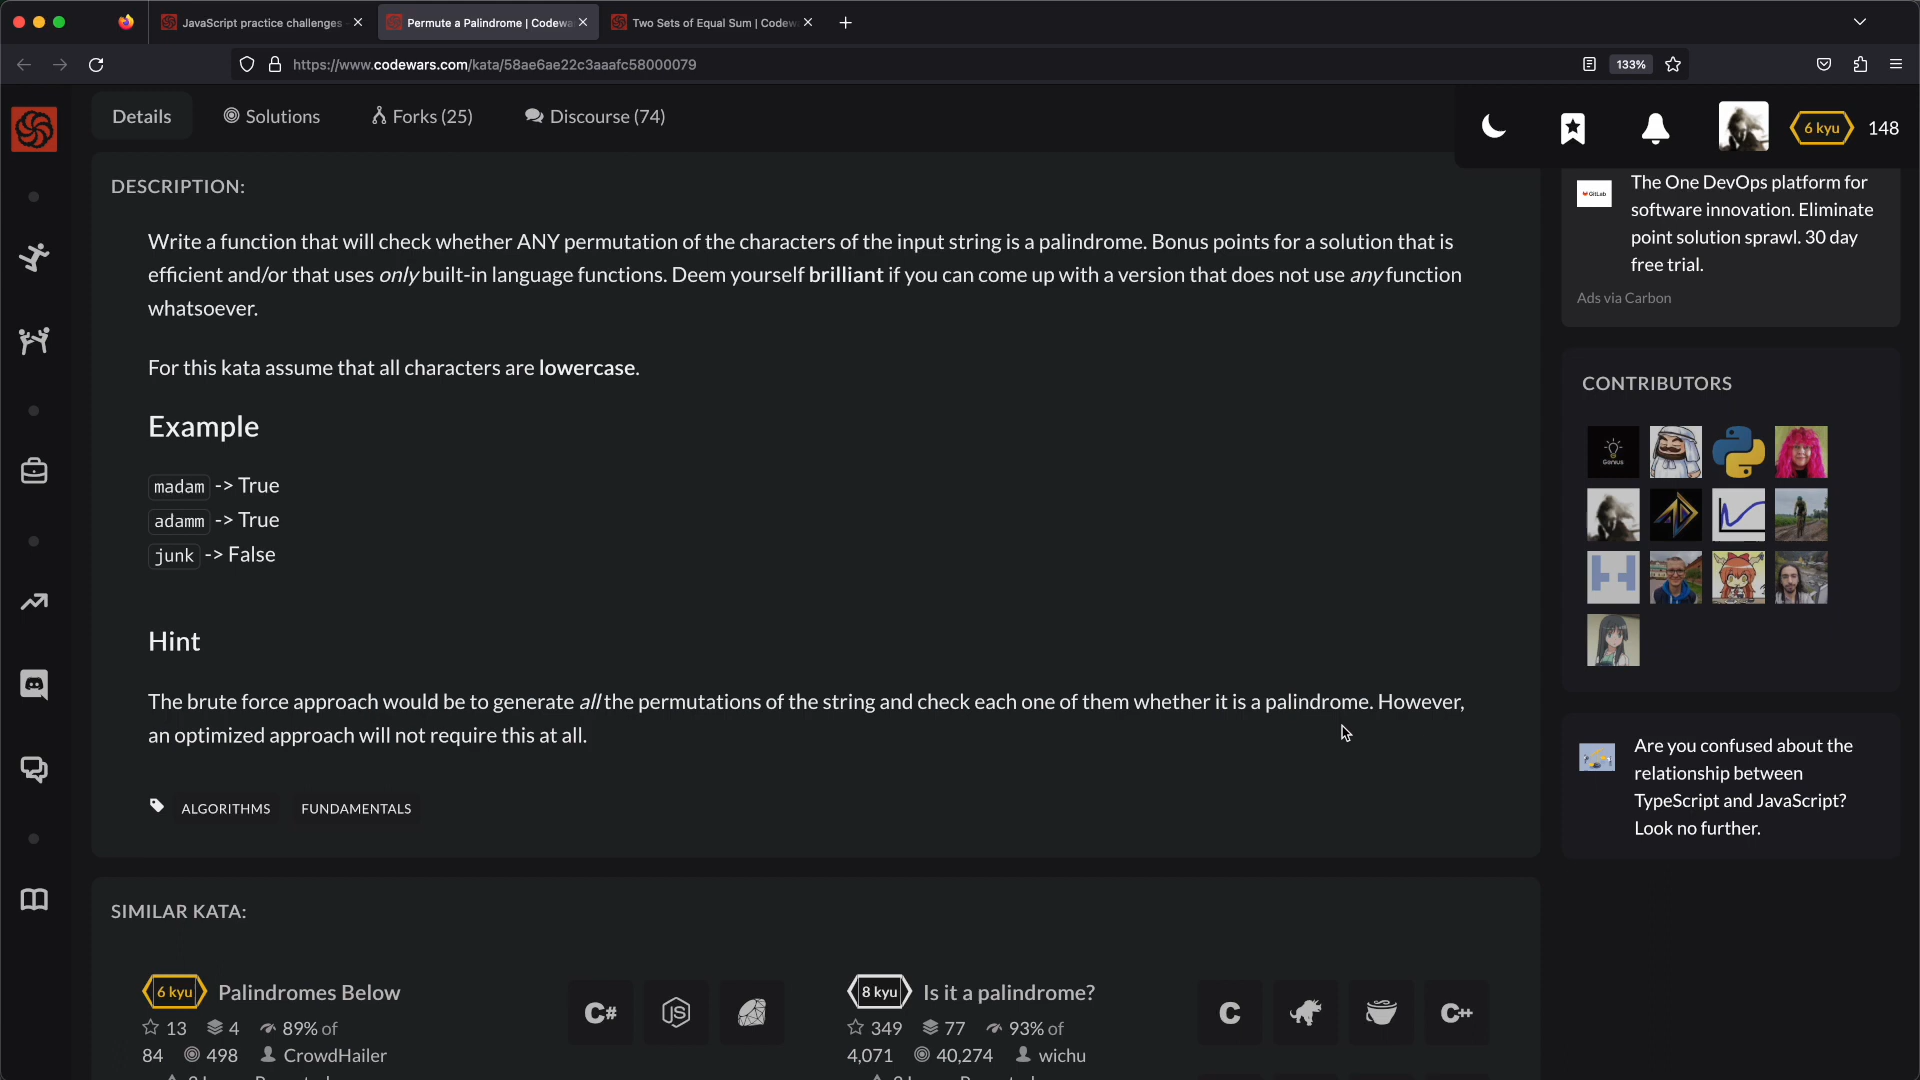 JavaScript practice challenges
Permute a Palindrome | Codewa
Two Sets of Equal Sum | Codew
https://www.codewars.com/kata/58ae6ae22c3aaafc58000079
133%
Details
Solutions
Forks (25)
Discourse (74)
6 kyu
148
DESCRIPTION:
Write a function that will check whether ANY permutation of the characters of the input string is a palindrome. Bonus points for a solution that is
efficient and/or that uses only built-in language functions. Deem yourself brilliant if you can come up with a version that does not use any function
whatsoever.
For this kata assume that all characters are lowercase.
Example
madam -> True
adamm -> True
junk -> False
Hint
The brute force approach would be to generate all the permutations of the string and check each one of them whether it is a palindrome. However,
an optimized approach will not require this at all.
ALGORITHMS
FUNDAMENTALS
SIMILAR KATA:
6 kyu
Palindromes Below
13
4
89% of
84
498
CrowdHailer
C#
8 kyu
Is it a palindrome?
349
77
93% of
4,071
40,274
wichu
C
C++
GitLab
The One DevOps platform for
software innovation. Eliminate
point solution sprawl. 30 day
free trial.
Ads via Carbon
CONTRIBUTORS
Genius
Are you confused about the
relationship between
TypeScript and JavaScript?
Look no further.